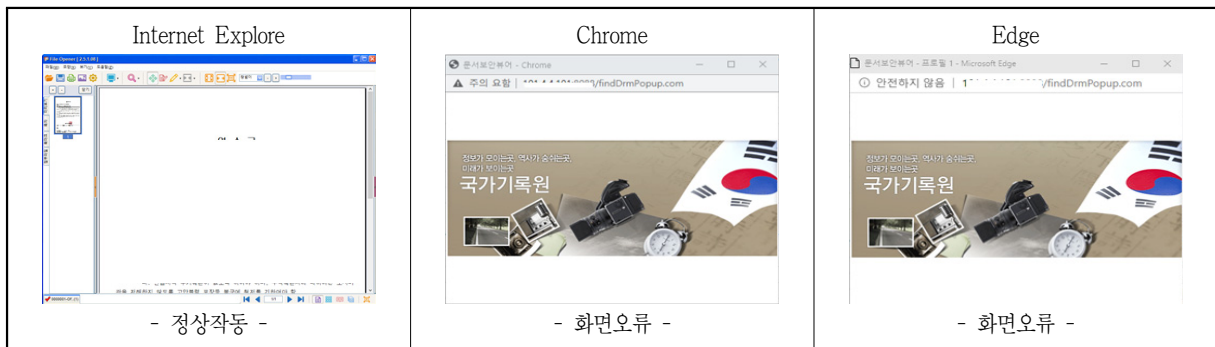 Internet Explore
File Opener [ 2.5.1.09 ]
- 정상작동 -
Chrome
문서보안뷰어 - Chrome
주의 요함 | /findDrmPopup.com
정보가 모이는곳, 역사가 숨쉬는곳,
미래가 보이는곳
국가기록원
- 화면오류 -
Edge
문서보안뷰어 - 프로필 1 - Microsoft Edge
안전하지 않음 | 1 /findDrmPopup.com
정보가 모이는곳, 역사가 숨쉬는곳,
미래가 보이는곳
국가기록원
- 화면오류 -